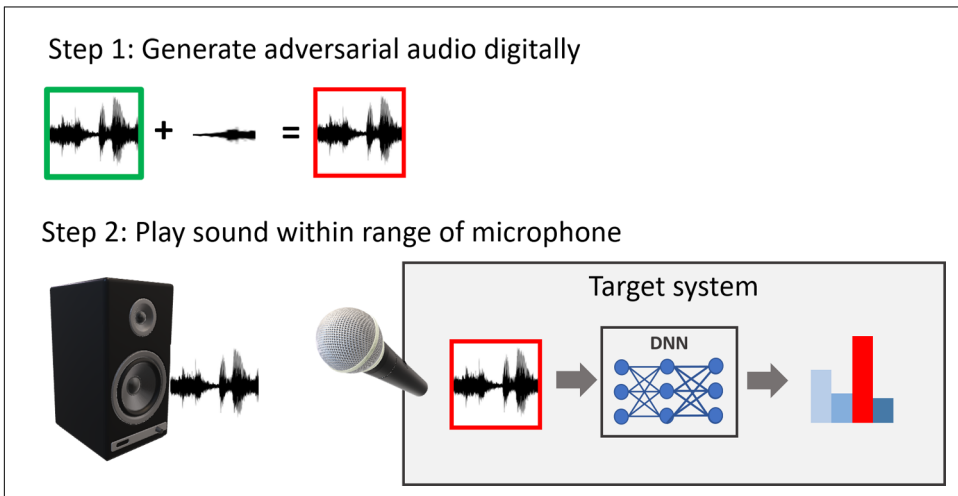 Step 1: Generate adversarial audio digitally
+ =
Step 2: Play sound within range of microphone
Target system
DNN